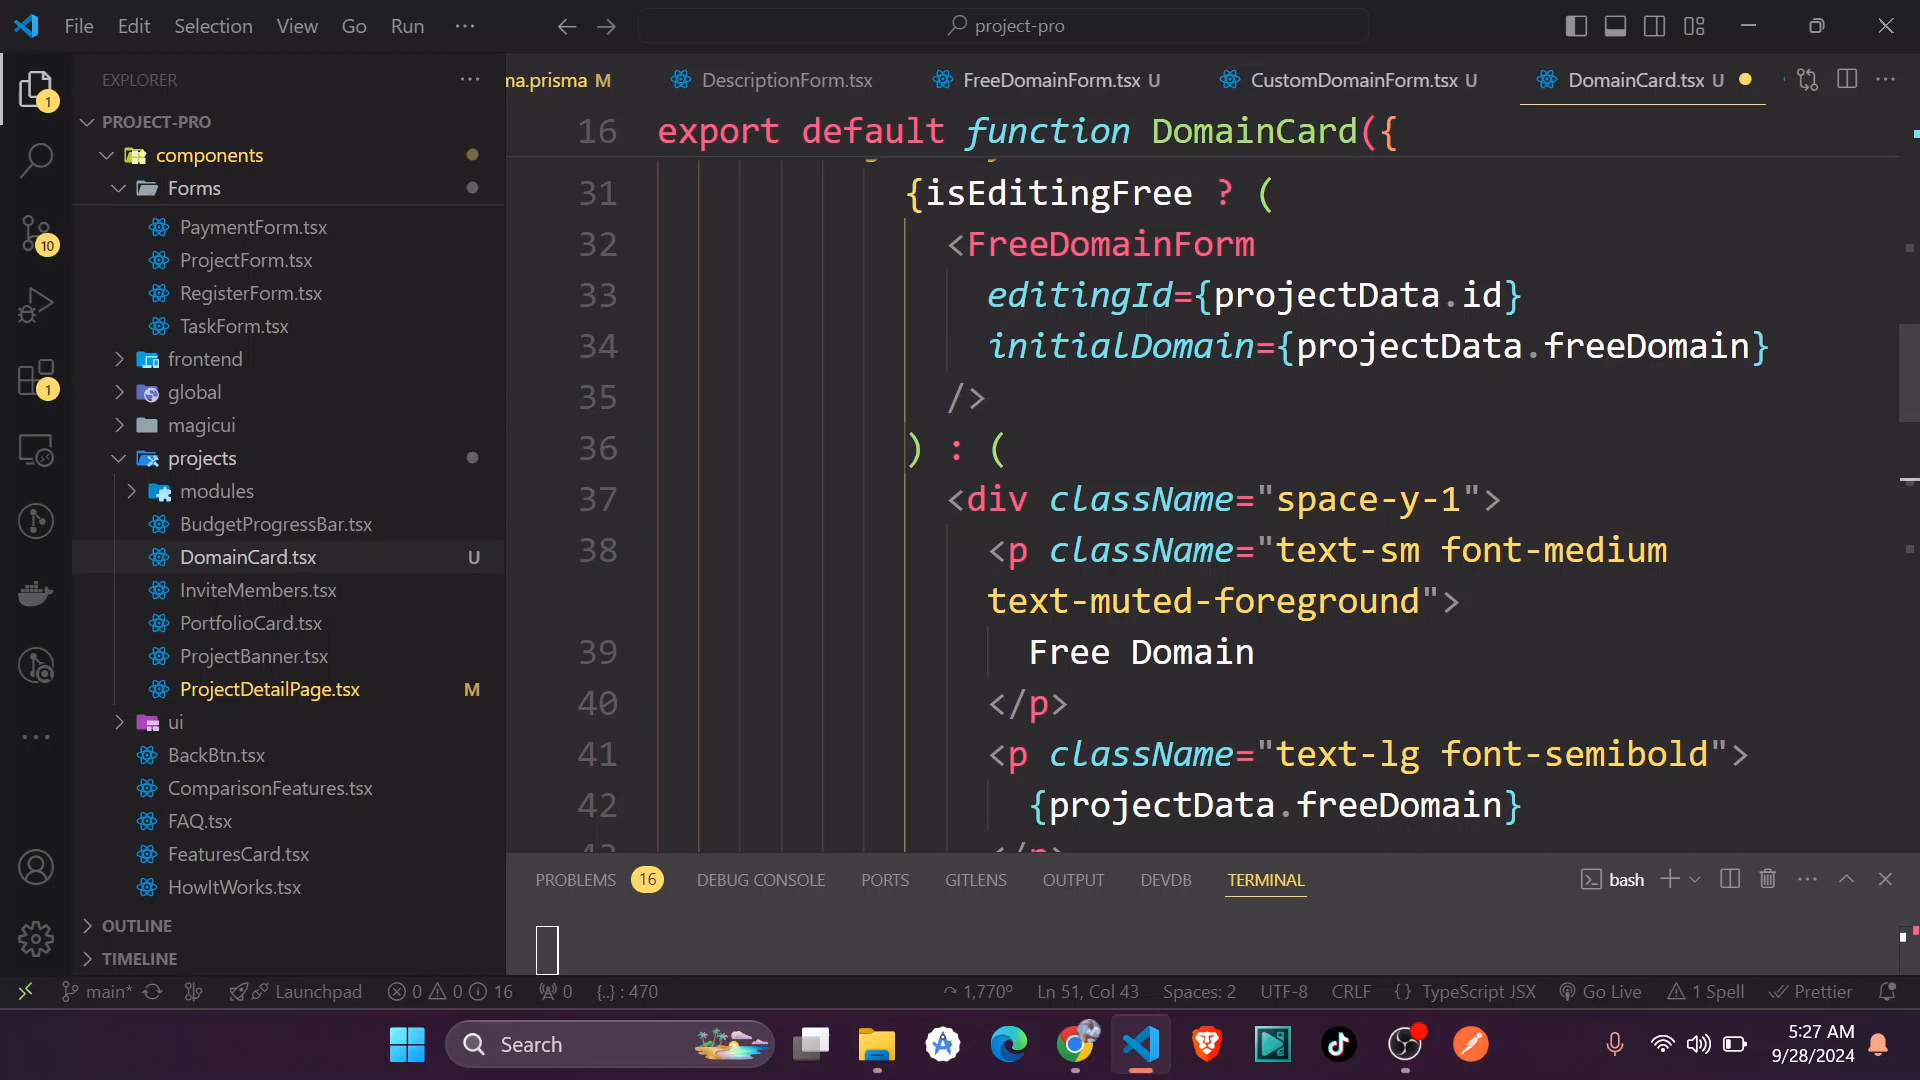 File Edit Selection View Go Run ··· project-pro
EXPLORER ···
PROJECT-PRO
components
Forms
PaymentForm.tsx
ProjectForm.tsx
RegisterForm.tsx
TaskForm.tsx
frontend
global
magicui
projects
modules
BudgetProgressBar.tsx
DomainCard.tsx U
InviteMembers.tsx
PortfolioCard.tsx
ProjectBanner.tsx
ProjectDetailPage.tsx M
ui
BackBtn.tsx
ComparisonFeatures.tsx
FAQ.tsx
FeaturesCard.tsx
HowItWorks.tsx
OUTLINE
TIMELINE
1
10
1
ma.prisma M DescriptionForm.tsx FreeDomainForm.tsx U CustomDomainForm.tsx U DomainCard.tsx U
16 export default function DomainCard({
31 {isEditingFree ? (
32 <FreeDomainForm
33 editingId={projectData.id}
34 initialDomain={projectData.freeDomain}
35 />
36 ) : (
37 <div className="space-y-1">
38 <p className="text-sm font-medium
text-muted-foreground">
39 Free Domain
40 </p>
41 <p className="text-lg font-semibold">
42 {projectData.freeDomain}
43 </p>
PROBLEMS 16 DEBUG CONSOLE PORTS GITLENS OUTPUT DEVDB TERMINAL bash
main* Launchpad 0 0 16 0 {..} : 470 1,770° Ln 51, Col 43 Spaces: 2 UTF-8 CRLF {} TypeScript JSX Go Live 1 Spell Prettier
Search
5:27 AM
9/28/2024